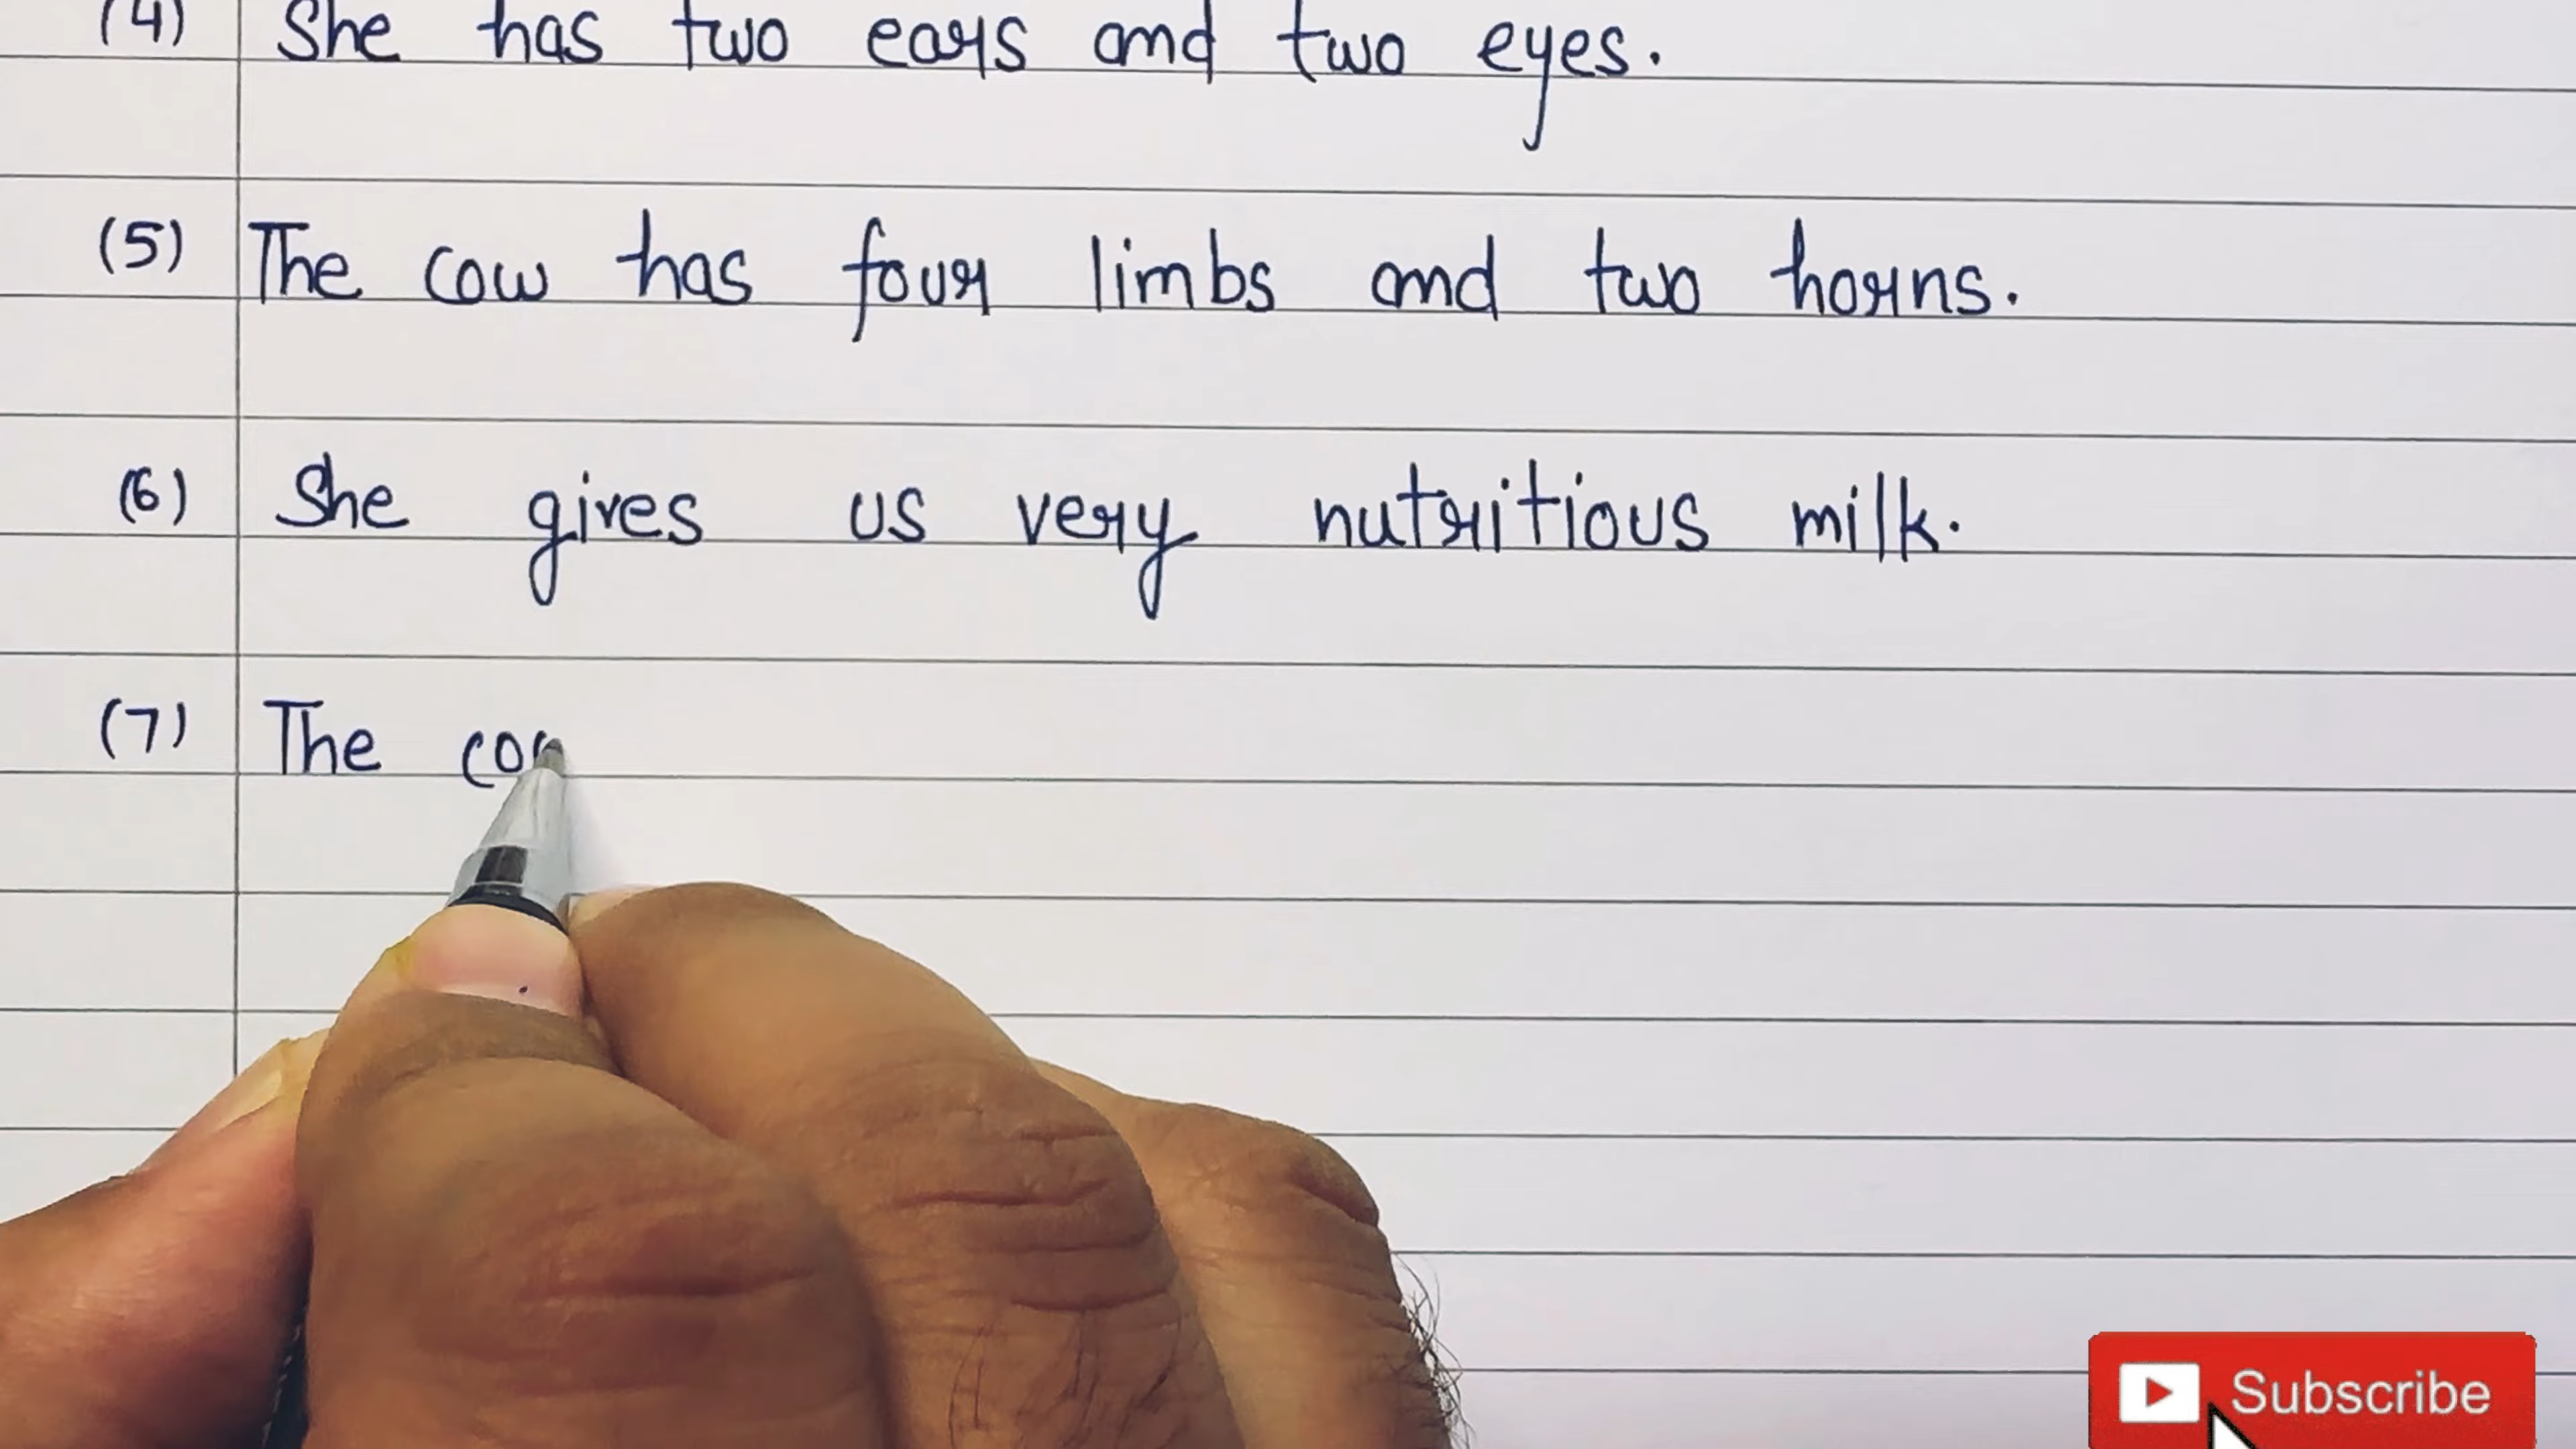 (4) She has two ears and two eyes.
(5) The cow has four limbs and two horns.
(6) She gives us very nutritious milk.
(7) The co
Subscribe